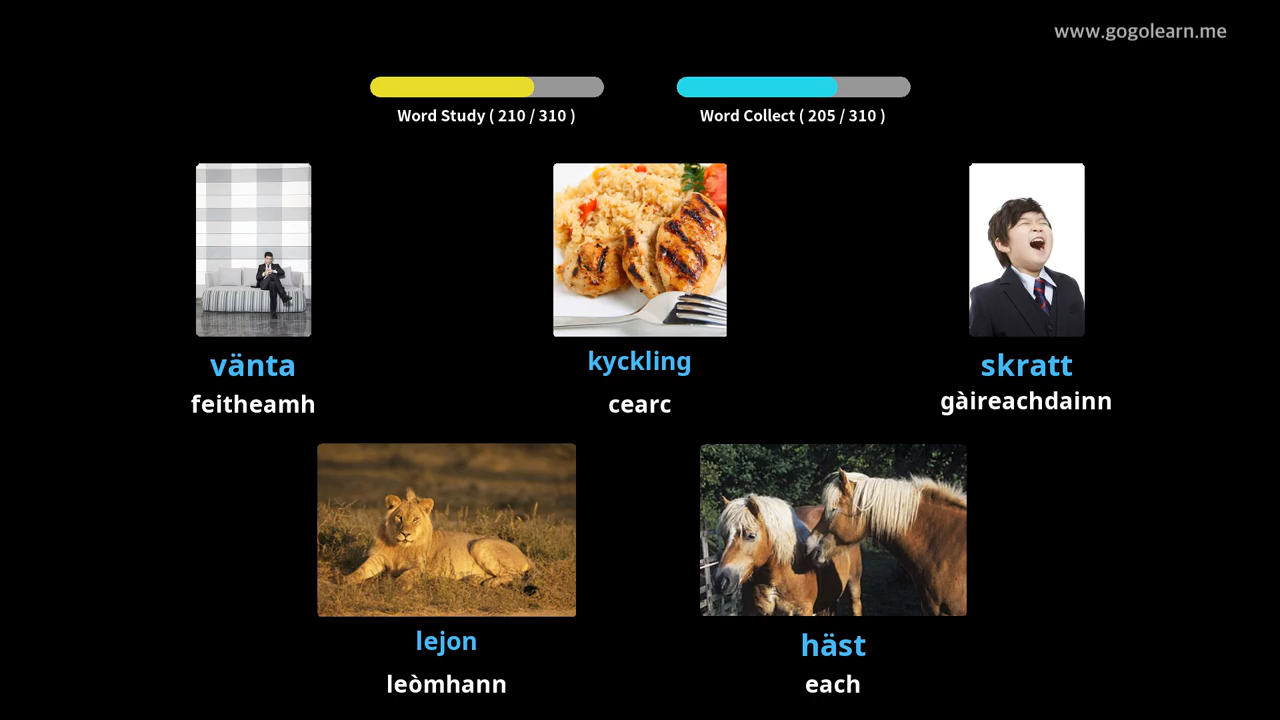 www.gogolearn.me
Word Study ( 210 / 310 )
Word Collect ( 205 / 310 )
vänta
feitheamh
kyckling
cearc
skratt
gàireachdainn
lejon
leòmhann
häst
each